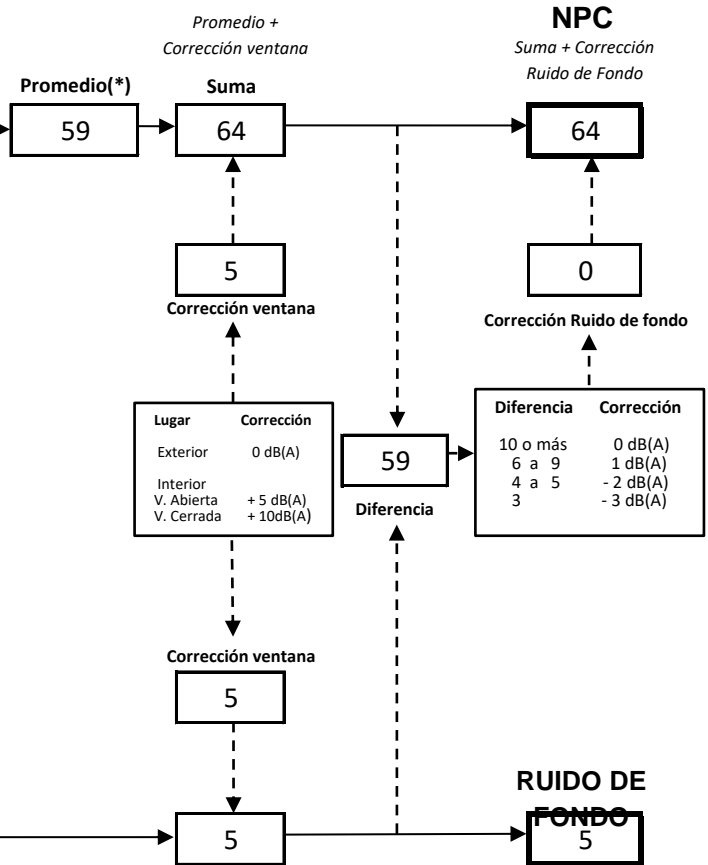 Promedio +
Corrección ventana
NPC
Suma + Corrección
Ruido de Fondo
Promedio(*)
Suma
59
64
64
5
0
Corrección ventana
Corrección Ruido de fondo
Lugar Corrección
Exterior 0 dB(A)
Interior
V. Abierta + 5 dB(A)
V. Cerrada + 10dB(A)
59
Diferencia
Diferencia Corrección
10 o más 0 dB(A)
6 a 9 1 dB(A)
4 a 5 - 2 dB(A)
3 - 3 dB(A)
Corrección ventana
5
RUIDO DE
FONDO
5
5